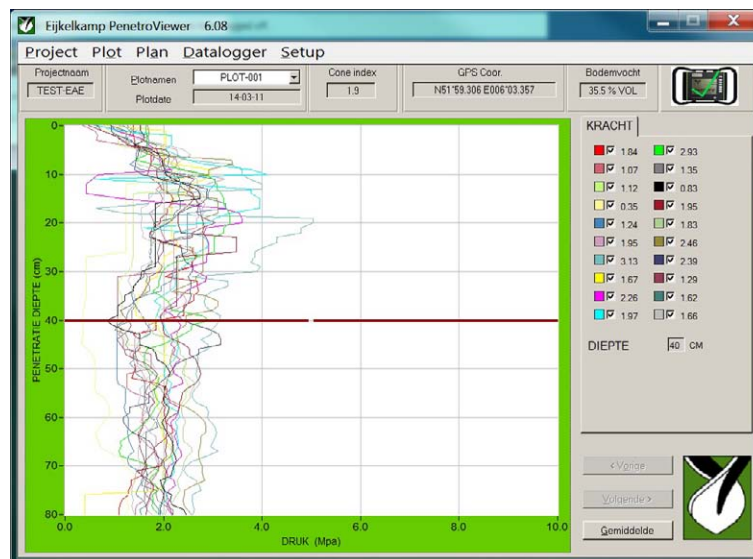 Eijkelkamp PenetroViewer 6.08
Project Plot Plan Datalogger Setup
Projectnaam
TEST-EAE
Plotnamen PLOT-001
Plotdate 14-03-11
Cone index
1.9
GPS Coor.
N51°59.306 E006°03.357
Bodemvocht
35.5 % VOL
KRACHT
1.84 2.93
1.07 1.35
1.12 0.83
0.35 1.95
1.24 1.83
1.95 2.46
3.13 2.39
1.67 1.29
2.26 1.62
1.97 1.66
DIEPTE 40 CM
< Vorige
Volgende >
Gemiddelde
PENETRATIE DIEPTE (cm)
0
10
20
30
40
50
60
70
80
0.0 2.0 4.0 6.0 8.0 10.0
DRUK (Mpa)